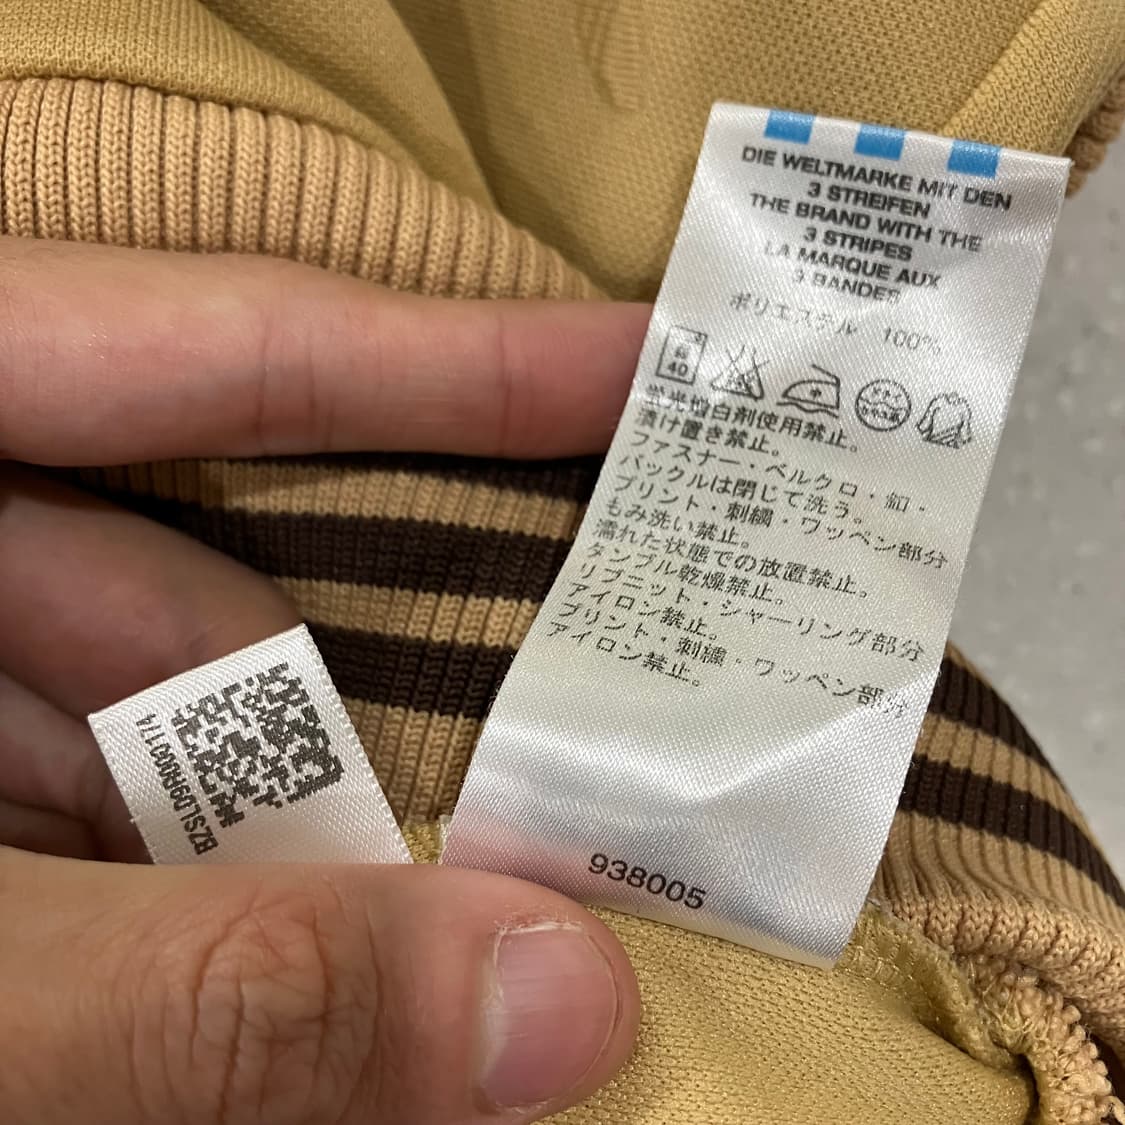 DIE WELTMARKE MIT DEN
3 STREIFEN
THE BRAND WITH THE
3 STRIPES
LA MARQUE AUX
3 BANDES
ポリエステル 100%
40
蛍光増白剤使用禁止。
漬け置き禁止。
ファスナー・ベルクロ・釦・
バックルは閉じて洗う。
プリント・刺繍・ワッペン部分
もみ洗い禁止。
濡れた状態での放置禁止。
タンブル乾燥禁止。
リブニット・シャーリング部分
アイロン禁止。
プリント・刺繍・ワッペン部分
アイロン禁止。
938005